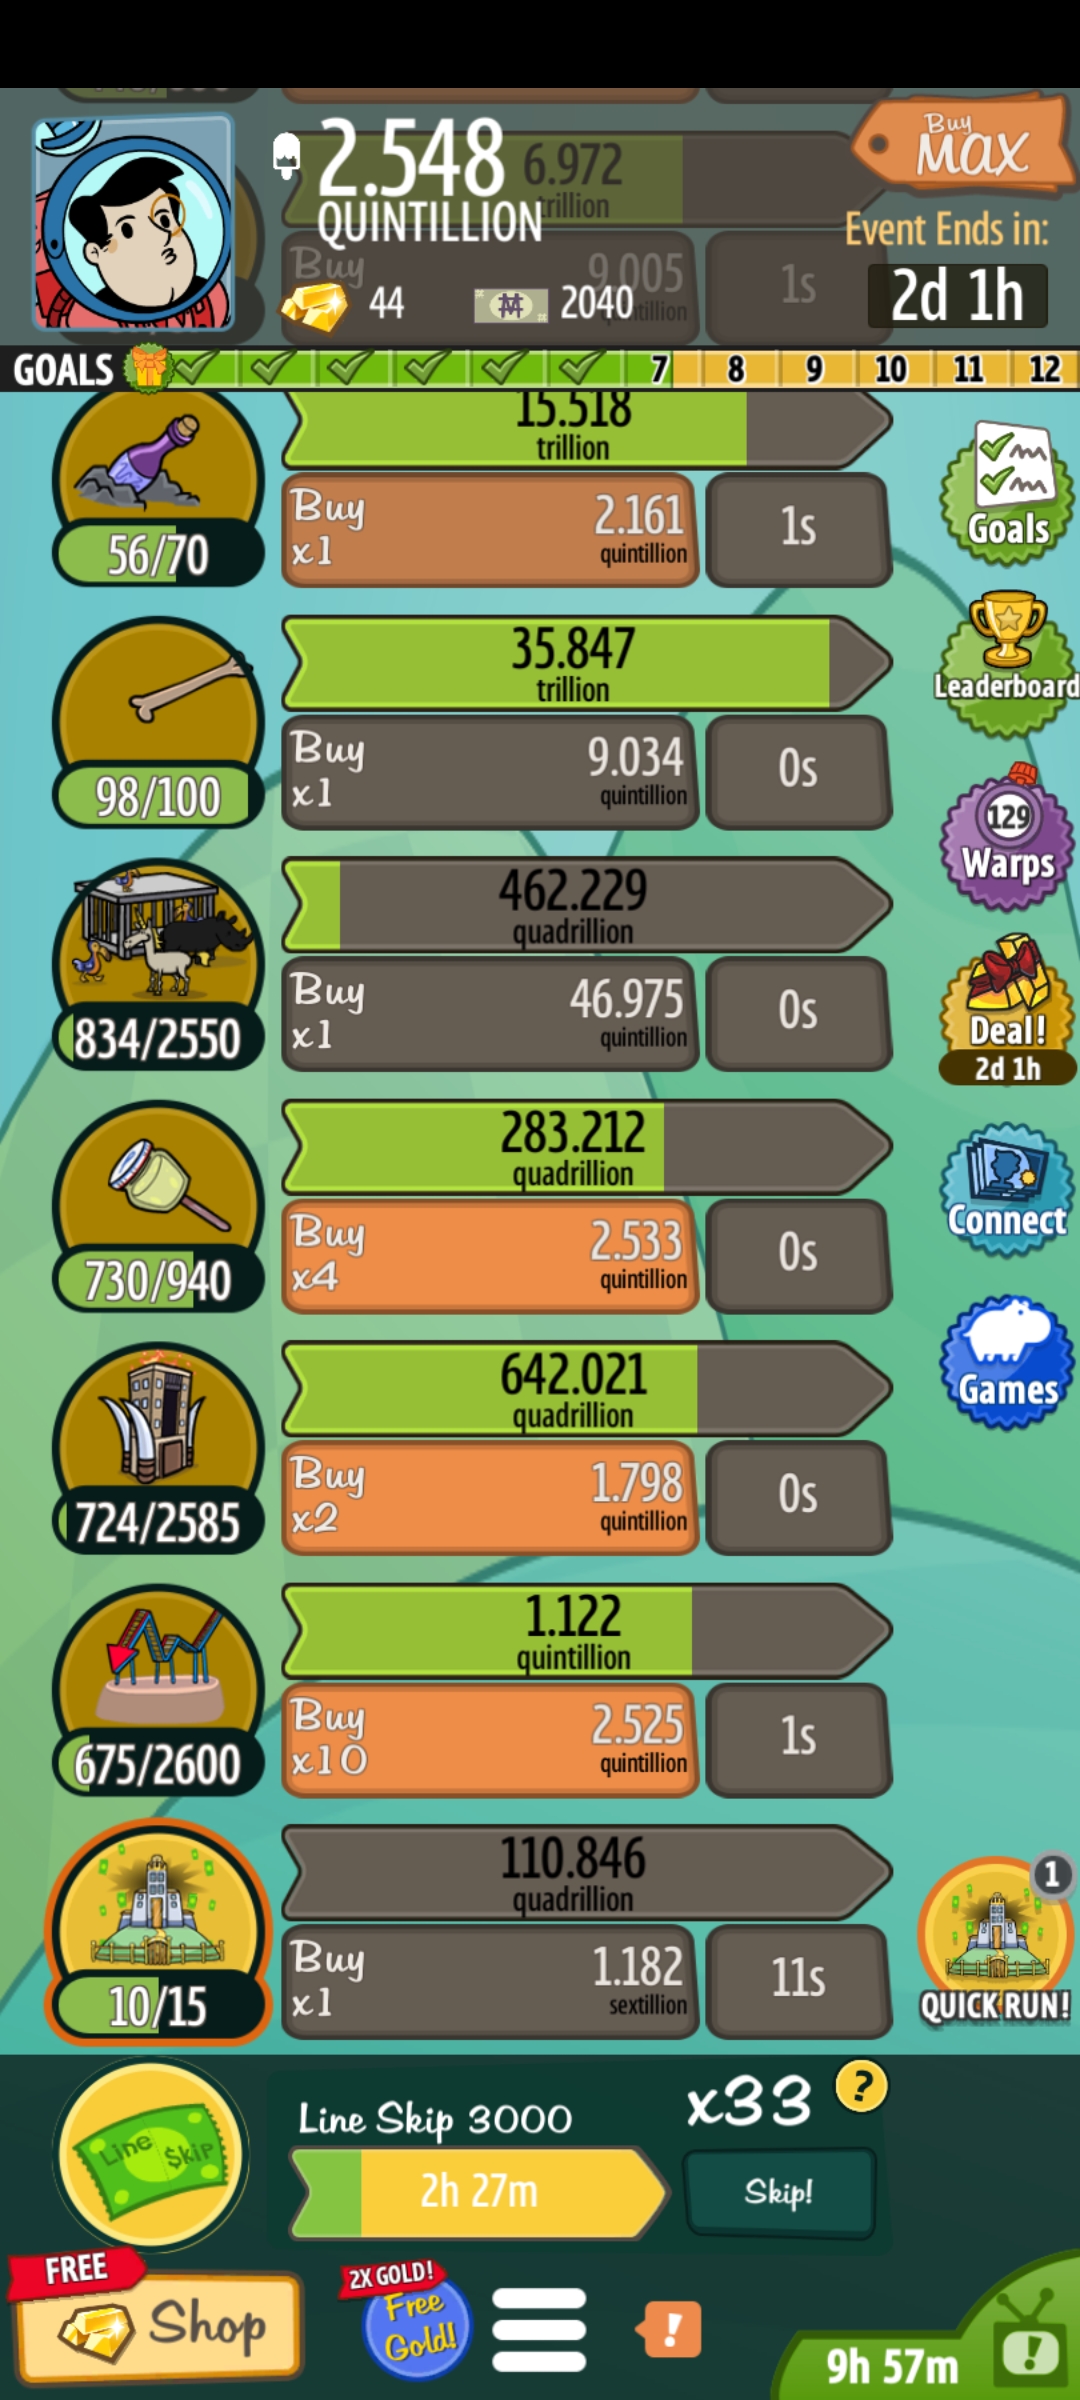 2.548
QUINTILLION
6.972
trillion
Buy
MAX
Event Ends in:
2d 1h
Buy
9.005
1s
44
2040
GOALS
7
8
9
10
11
12
15.518
trillion
56/70
Buy
x1
2.161
quintillion
1s
Goals
35.847
trillion
98/100
Buy
x1
9.034
quintillion
0s
Leaderboard
462.229
quadrillion
834/2550
Buy
x1
46.975
quintillion
0s
129
Warps
Deal!
2d 1h
283.212
quadrillion
730/940
Buy
x4
2.533
quintillion
0s
Connect
642.021
quadrillion
724/2585
Buy
x2
1.798
quintillion
0s
Games
1.122
quintillion
675/2600
Buy
x10
2.525
quintillion
1s
110.846
quadrillion
10/15
Buy
x1
1.182
sextillion
11s
1
QUICK RUN!
Line Skip
Line Skip 3000
2h 27m
x33
?
Skip!
FREE
Shop
2X GOLD!
Free
Gold!
!
9h 57m
!